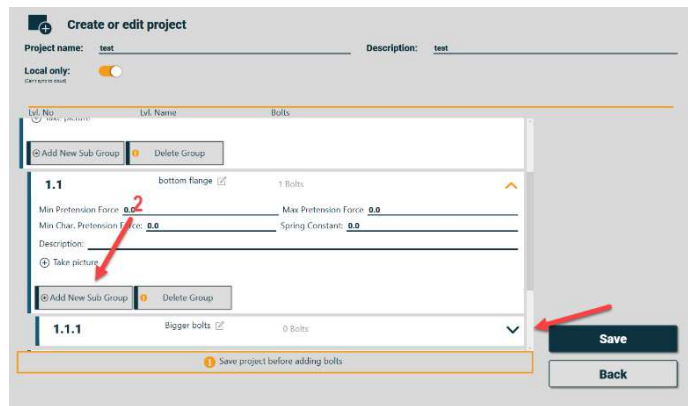 Create or edit project
Project name: test Description: test
Local only:
Lvl. No Lvl. Name Bolts
Take picture
Add New Sub Group Delete Group
1.1 bottom flange 1 Bolts
Min Pretension Force 0.0 Max Pretension Force 0.0
2
Min Char. Pretension Force: 0.0 Spring Constant: 0.0
Description:
Take picture
Add New Sub Group Delete Group
1.1.1 Bigger bolts 0 Bolts
Save
Save project before adding bolts
Back